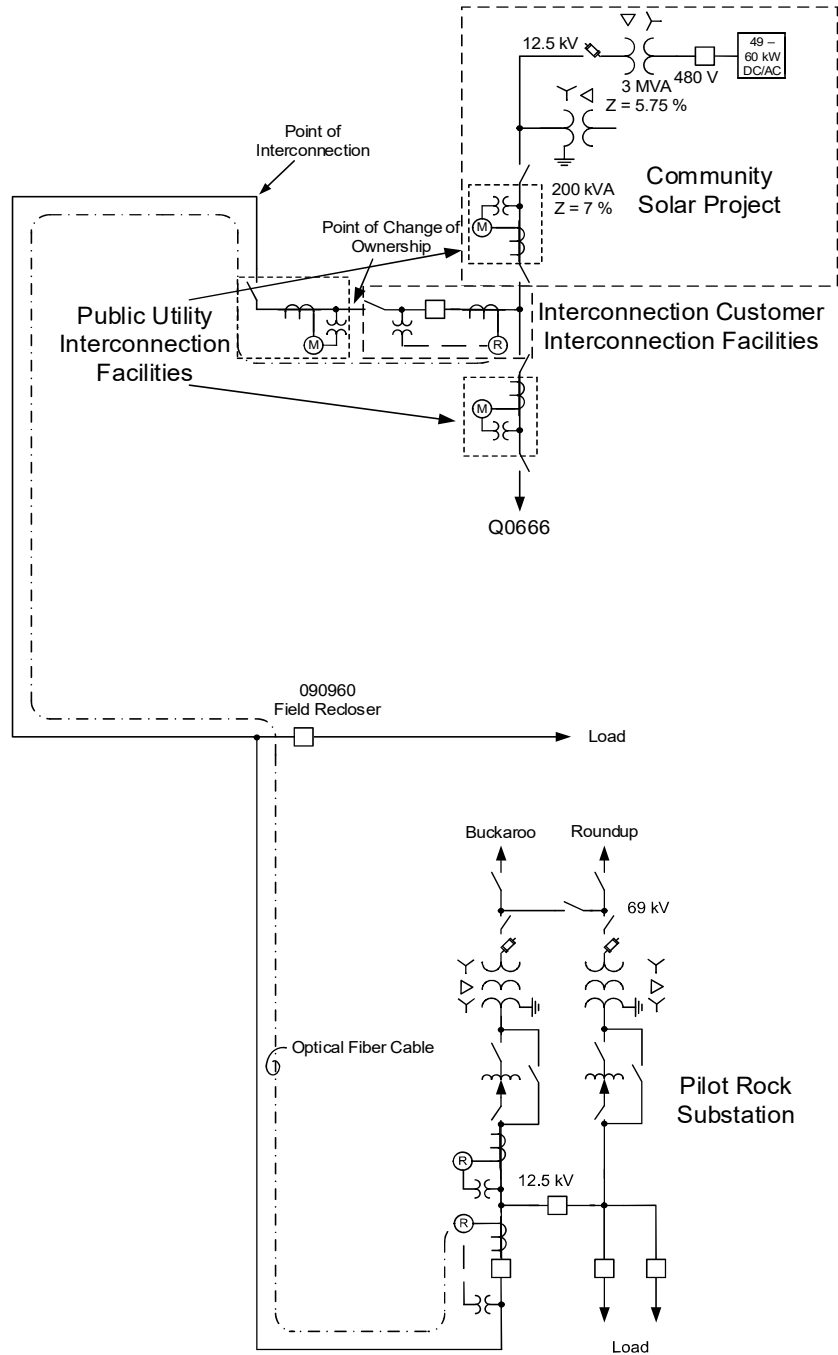 12.5 kV
49 –
60 kW
DC/AC
480 V
3 MVA
Z = 5.75 %
Point of
Interconnection
Community
Solar Project
200 kVA
Z = 7 %
M
Point of Change of
Ownership
Public Utility
Interconnection
Facilities
Interconnection Customer
Interconnection Facilities
M
R
M
Q0666
090960
Field Recloser
Load
Buckaroo
Roundup
69 kV
Optical Fiber Cable
Pilot Rock
Substation
R
12.5 kV
R
Load